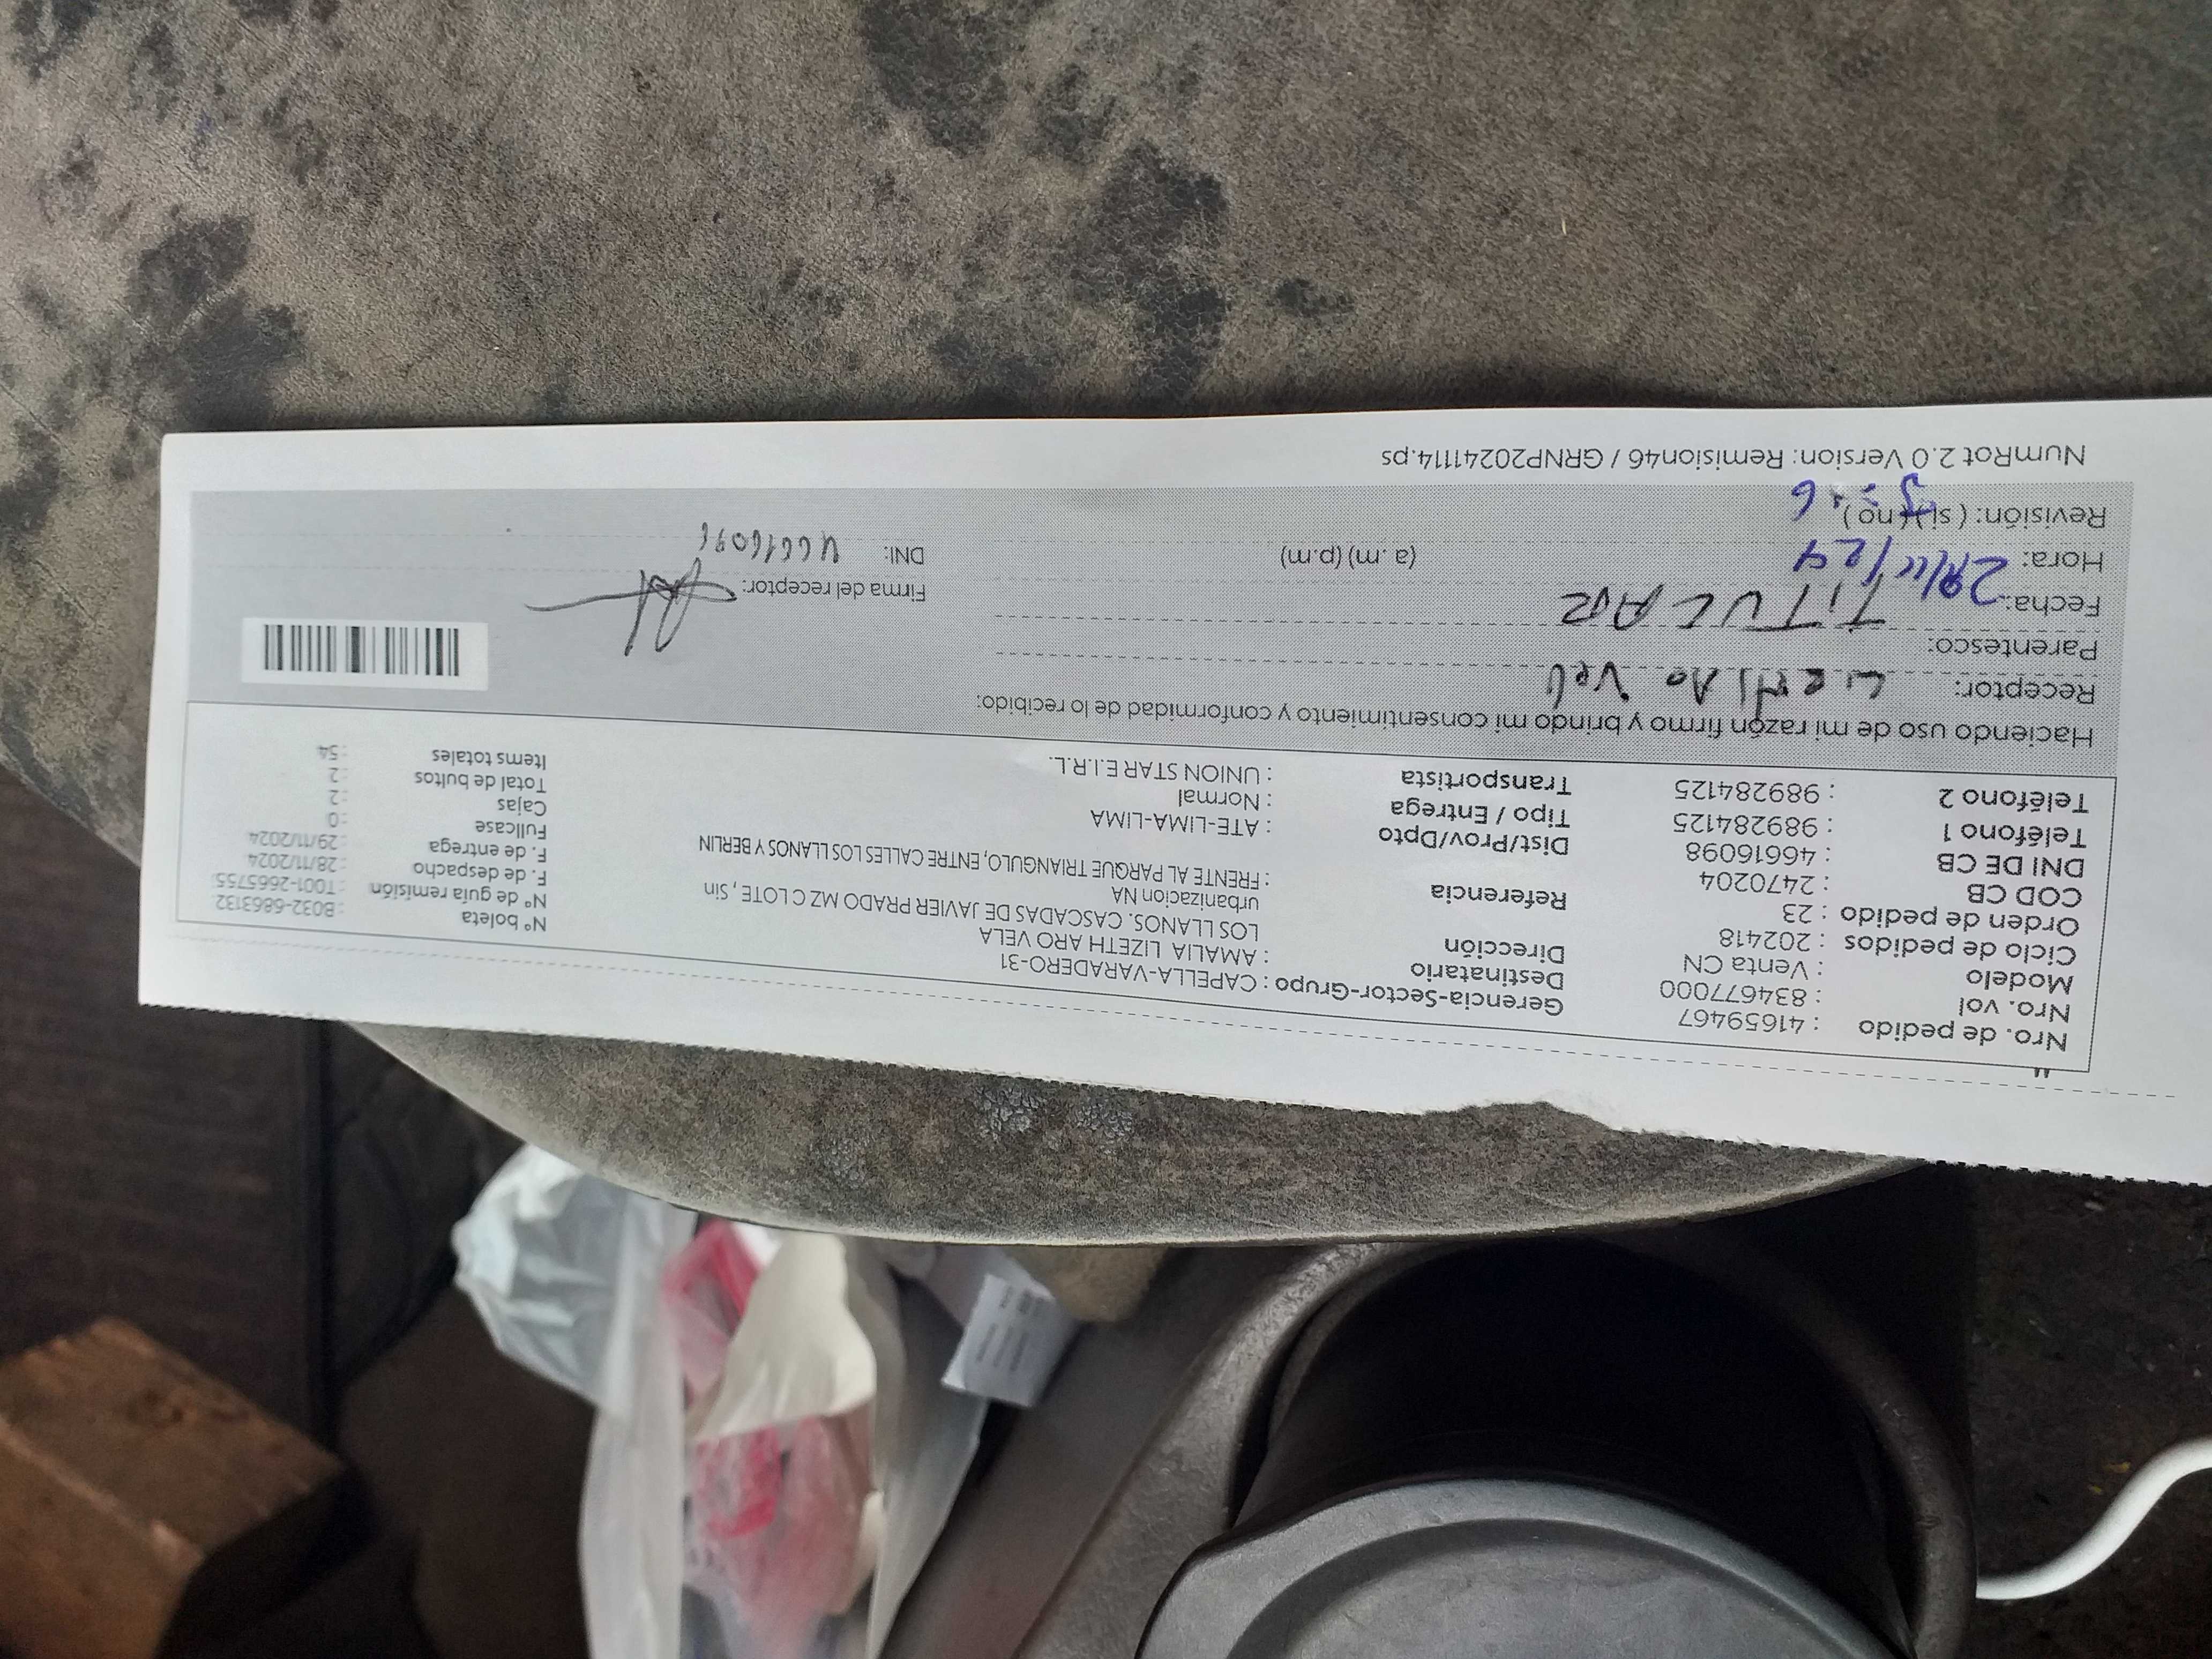 Nro. de pedido : 41659467
Nro. vol : 834677000
Modelo : Venta CN
Ciclo de pedidos : 202418
Orden de pedido : 23
COD CB : 2470204
DNI DE CB : 46616098
Teléfono 1 : 989284125
Teléfono 2 : 989284125
Gerencia-Sector-Grupo : CAPELLA-VARADERO-31
Destinatario : AMALIA LIZETH ARO VELA
Dirección LOS LLANOS. CASCADAS DE JAVIER PRADO MZ C LOTE , Sin
urbanizacion NA
Referencia : FRENTE AL PARQUE TRIANGULO, ENTRE CALLES LOS LLANOS Y BERLIN
Dist/Prov/Dpto : ATE-LIMA-LIMA
Tipo / Entrega : Normal
Transportista : UNION STAR E.I.R.L.
N° boleta : B032-6863132
N° de guía remisión : T001-2665755
F. de despacho : 28/11/2024
F. de entrega : 29/11/2024
Fullcase : 0
Cajas : 2
Total de bultos : 2
Items totales : 54
Haciendo uso de mi razón firmo y brindo mi consentimiento y conformidad de lo recibido:
Receptor:
Parentesco: TITULAR
Fecha:
Hora: (a.m) (p.m)
Revisión: ( si ) ( no )
Firma del receptor:
DNI:
NumRot 2.0 Version: Remision46 / GRNP20241114.ps